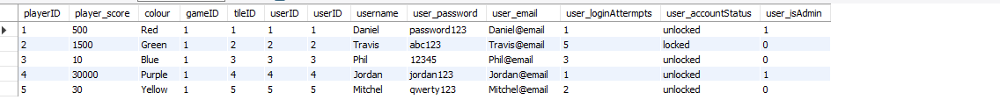 playerID player_score colour gameID tileID userID userID username user_password user_email user_loginAttermpts user_accountStatus user_jsAdmin
1 500 Red 1 1 1 1 Daniel password123 Daniel@email 1 unlocked 1
2 1500 Green 1 2 2 2 Travis abc123 Travis@email 5 locked 0
3 10 Blue 1 3 3 3 Phil 12345 Phil@email 3 unlocked 0
4 30000 Purple 1 4 4 4 Jordan jordan123 Jordan@email 1 unlocked 1
5 30 Yellow 1 5 5 5 Mitchel qwerty123 Mitchel@email 2 unlocked 0